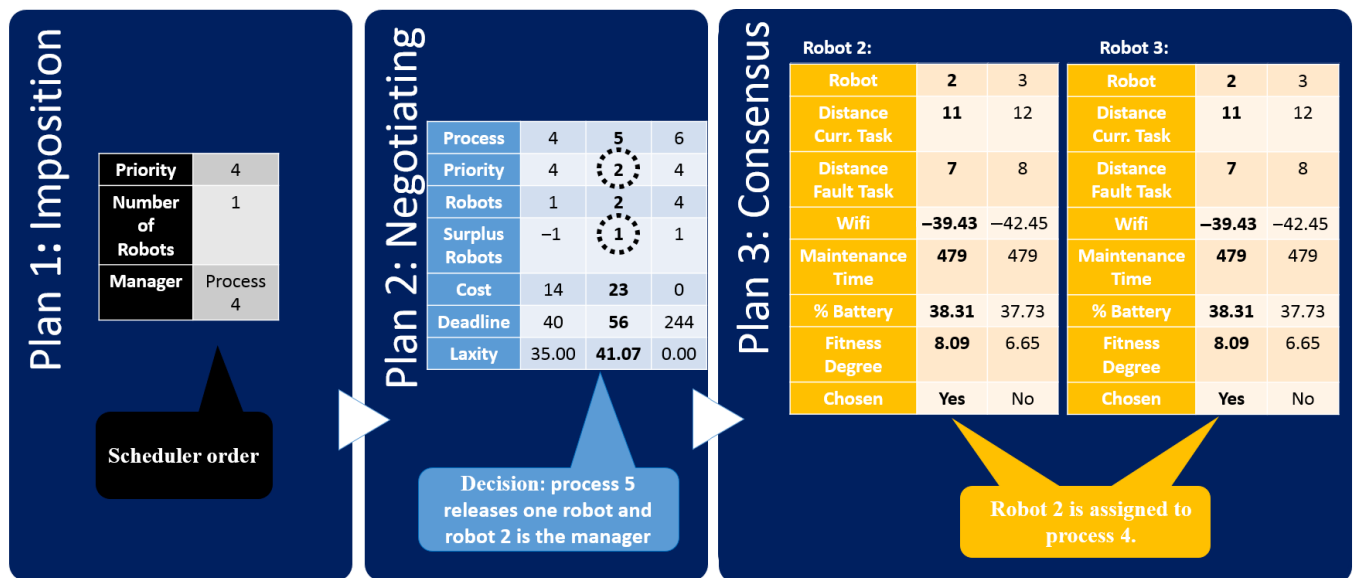 Plan 1: Imposition
Priority 4
Number of Robots 1
Manager Process 4
Scheduler order
Plan 2: Negotiating
Process 4 5 6
Priority 4 2 4
Robots 1 2 4
Surplus Robots –1 1 1
Cost 14 23 0
Deadline 40 56 244
Laxity 35.00 41.07 0.00
Decision: process 5
releases one robot and
robot 2 is the manager
Plan 3: Consensus
Robot 2:
Robot 2 3
Distance Curr. Task 11 12
Distance Fault Task 7 8
Wifi –39.43 –42.45
Maintenance Time 479 479
% Battery 38.31 37.73
Fitness Degree 8.09 6.65
Chosen Yes No
Robot 3:
Robot 2 3
Distance Curr. Task 11 12
Distance Fault Task 7 8
Wifi –39.43 –42.45
Maintenance Time 479 479
% Battery 38.31 37.73
Fitness Degree 8.09 6.65
Chosen Yes No
Robot 2 is assigned to
process 4.